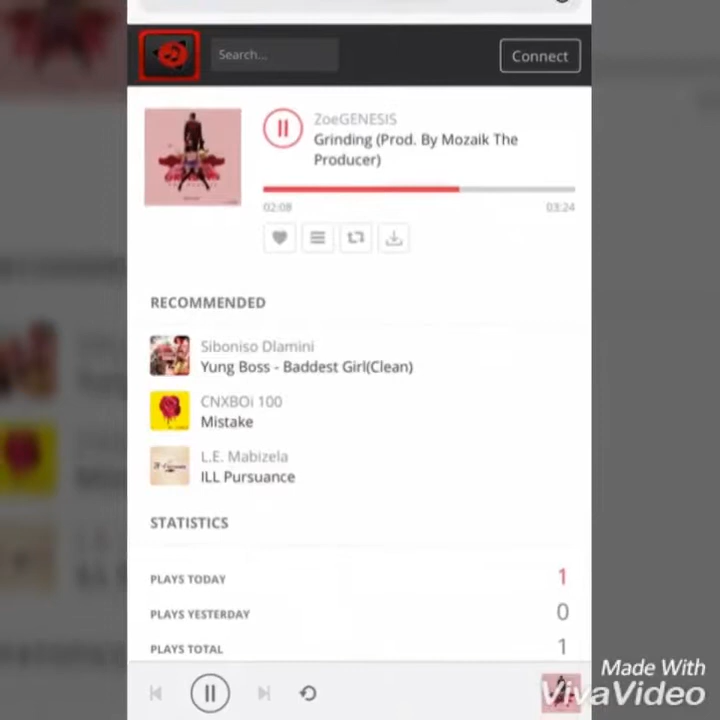 Search...
Connect
ZoeGENESIS
Grinding (Prod. By Mozaik The
Producer)
02:08
03:24
RECOMMENDED
Siboniso Dlamini
Yung Boss - Baddest Girl(Clean)
CNXBOi 100
Mistake
L.E. Mabizela
ILL Pursuance
STATISTICS
PLAYS TODAY 1
PLAYS YESTERDAY 0
PLAYS TOTAL 1
Made With
VivaVideo